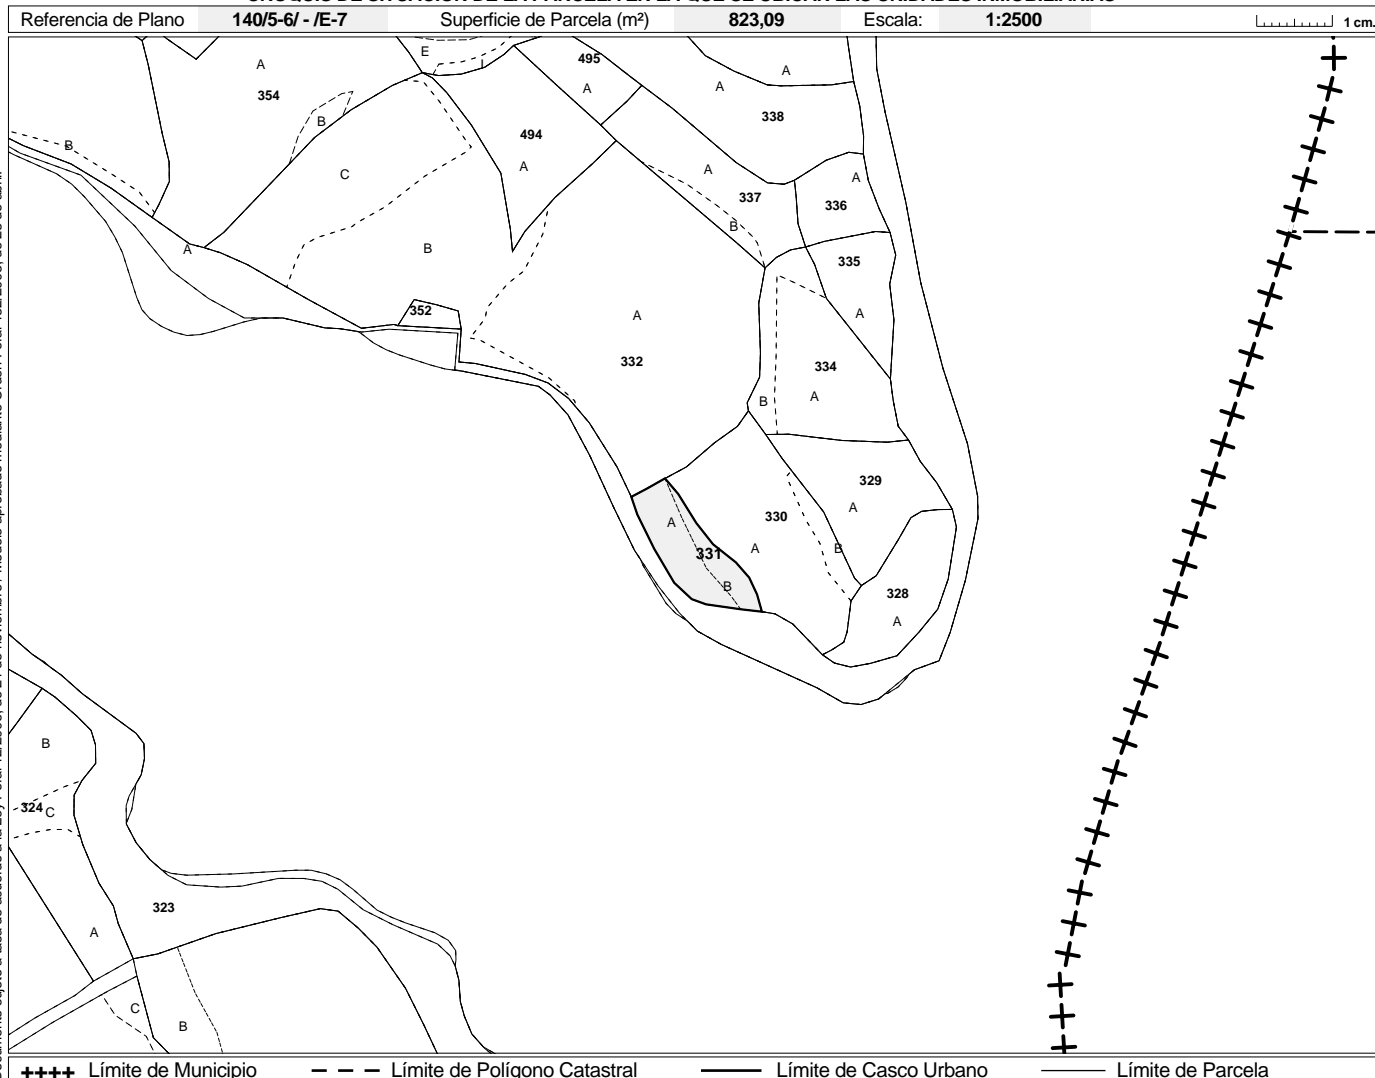 Referencia de Plano 140/5-6/ - /E-7 Superficie de Parcela (m²) 823,09 Escala: 1:2500 1 cm.
E
I
495
A
A
A
354
A
A
338
B
494
B
A
C
A
A
337
336
B
B
A
335
352
A
A
332
334
A
B
329
A
330
A
A
331
B
B
328
A
B
324
C
323
A
C
B
Límite de Municipio Límite de Polígono Catastral Límite de Casco Urbano Límite de Parcela